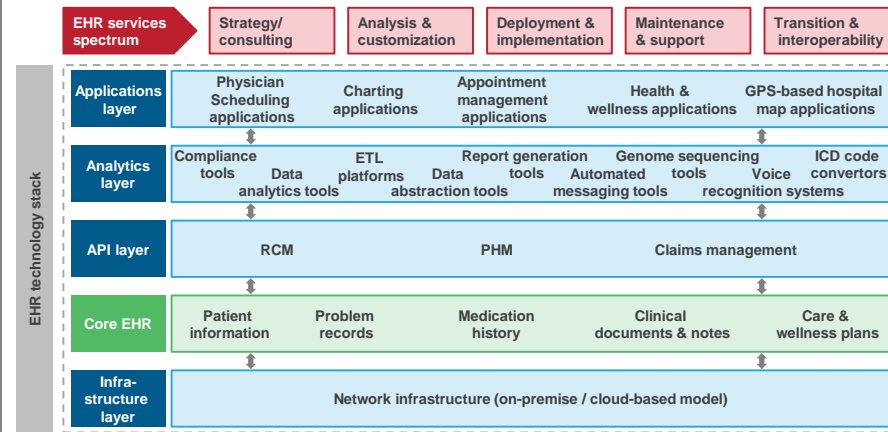 EHR services
spectrum
Strategy/
consulting
Analysis &
customization
Deployment &
implementation
Maintenance
& support
Transition &
interoperability
EHR technology stack
Applications
layer
Physician
Scheduling
applications
Charting
applications
Appointment
management
applications
Health &
wellness applications
GPS-based hospital
map applications
Analytics
layer
Compliance
tools
Data
analytics tools
ETL
platforms
Data
abstraction tools
Report generation
tools
Automated
messaging tools
Genome sequencing
tools
Voice
recognition systems
ICD code
convertors
API layer
RCM
PHM
Claims management
Core EHR
Patient
information
Problem
records
Medication
history
Clinical
documents & notes
Care &
wellness plans
Infra-
structure
layer
Network infrastructure (on-premise / cloud-based model)